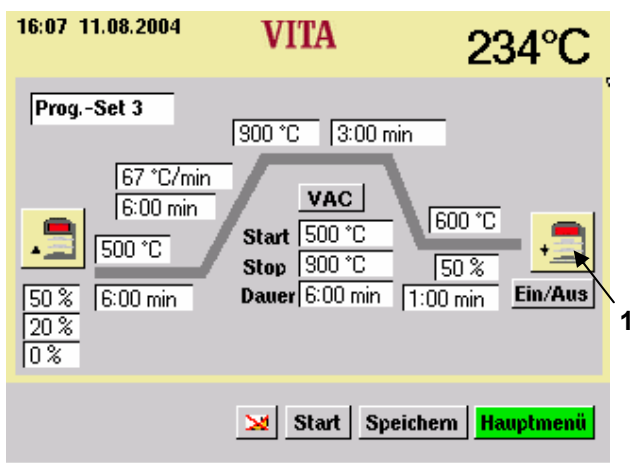 16:07 11.08.2004
VITA
234°C
Prog.-Set 3
900 °C
3:00 min
67 °C/min
6:00 min
VAC
600 °C
500 °C
Start 500 °C
Stop 900 °C
50 %
50 %
6:00 min
Dauer 6:00 min
1:00 min
Ein/Aus
1
20 %
0 %
Start
Speichern
Hauptmenü